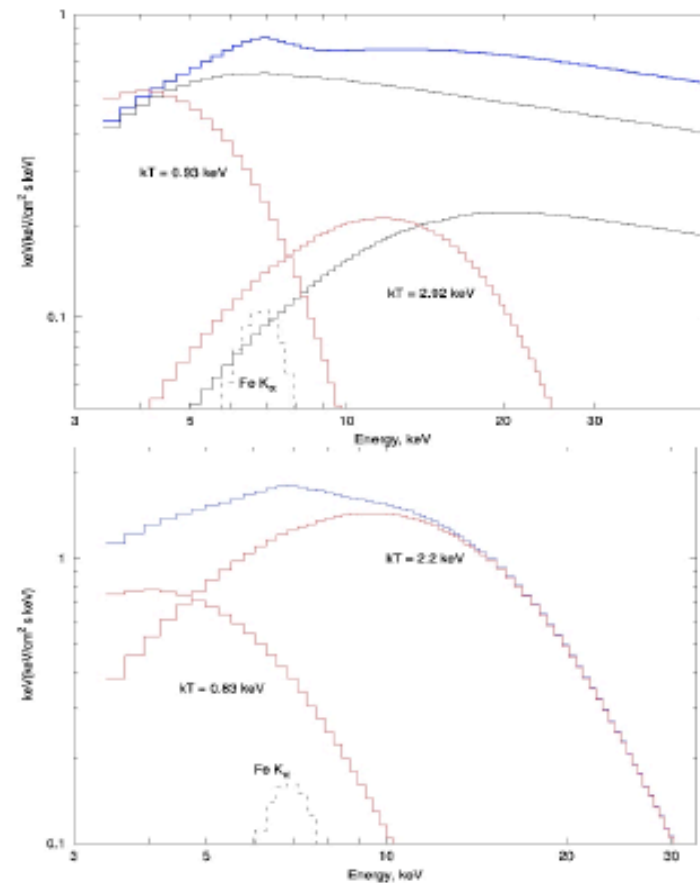 1
keV(keV/cm² s keV)
kT = 0.93 keV
kT = 2.92 keV
0.1
Fe Kα
3 5 10 20 30
Energy, keV
keV(keV/cm² s keV)
1
kT = 2.2 keV
kT = 0.83 keV
Fe Kα
0.1
3 5 10 20 30
Energy, keV